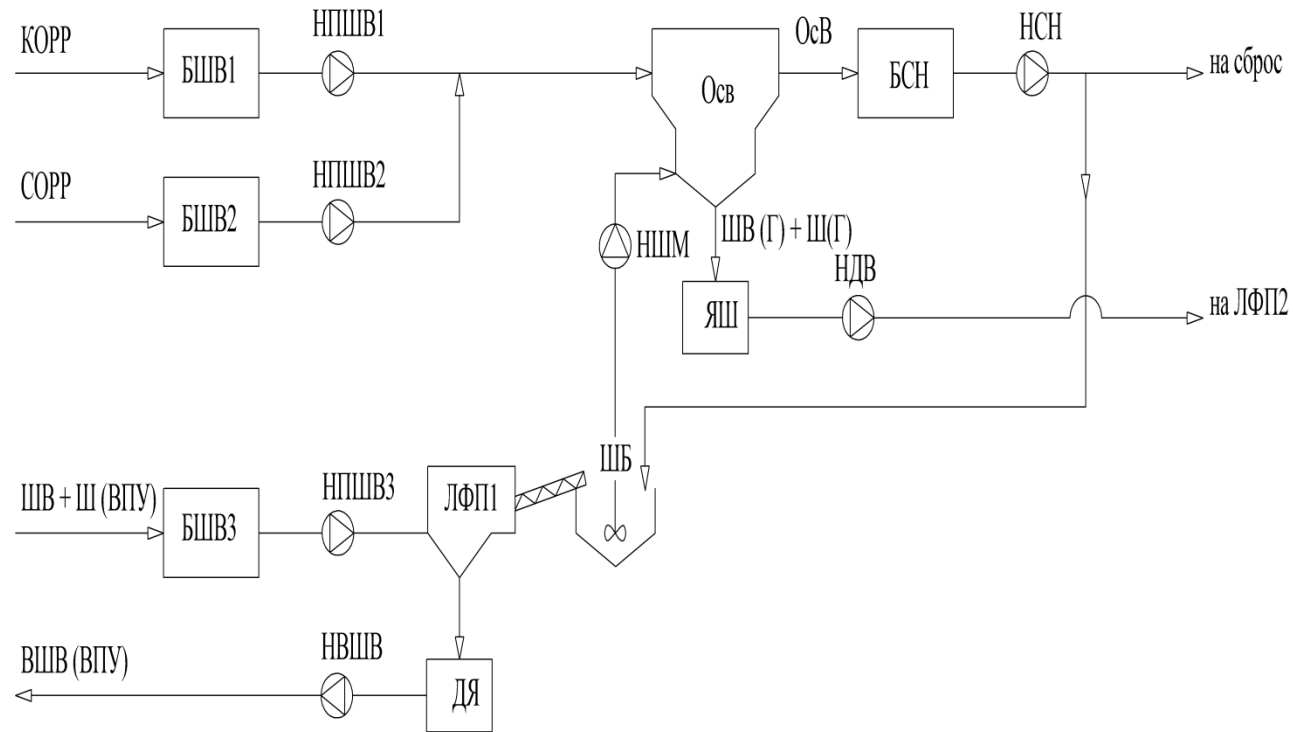 КОРР
БШВ1
НПШВ1
Осв
ОсВ
БСН
НСН
на сброс
СОРР
БШВ2
НПШВ2
НШМ
ШВ (Г) + Ш(Г)
ЯШ
НДВ
на ЛФП2
ШВ + Ш (ВПУ)
БШВ3
НПШВ3
ЛФП1
ШБ
ВШВ (ВПУ)
НВШВ
ДЯ